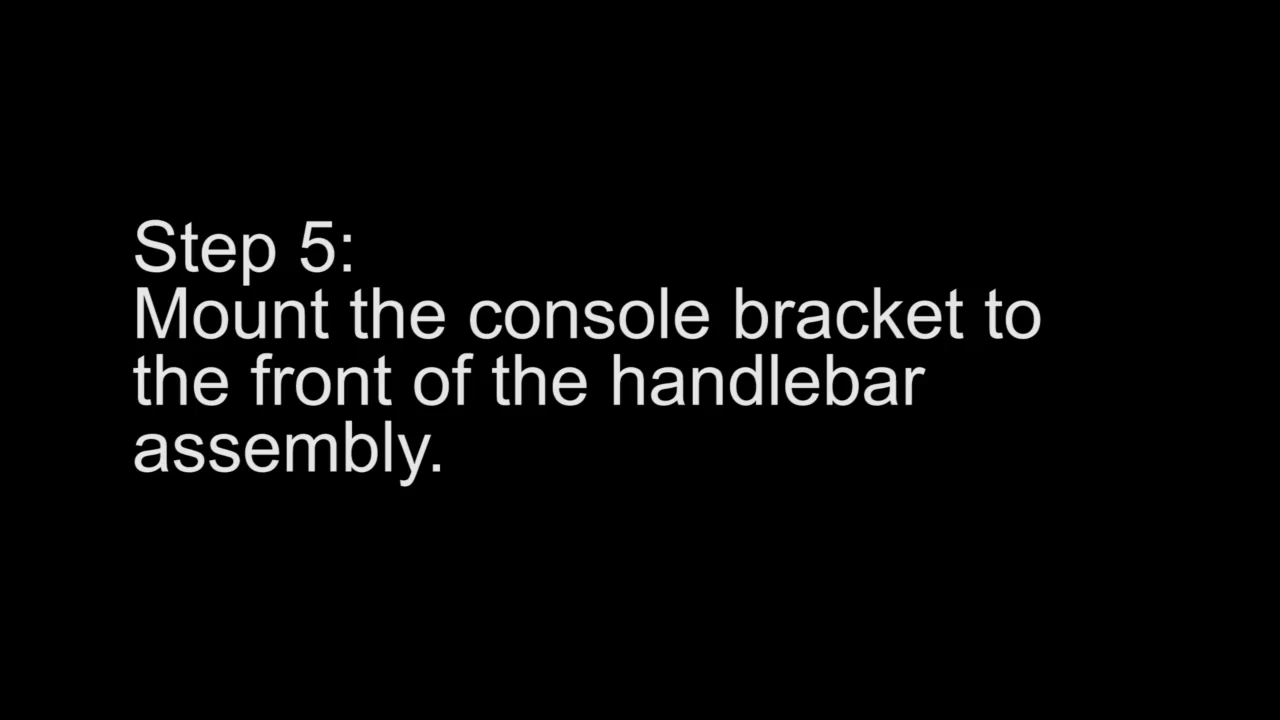 Step 5:
Mount the console bracket to
the front of the handlebar
assembly.